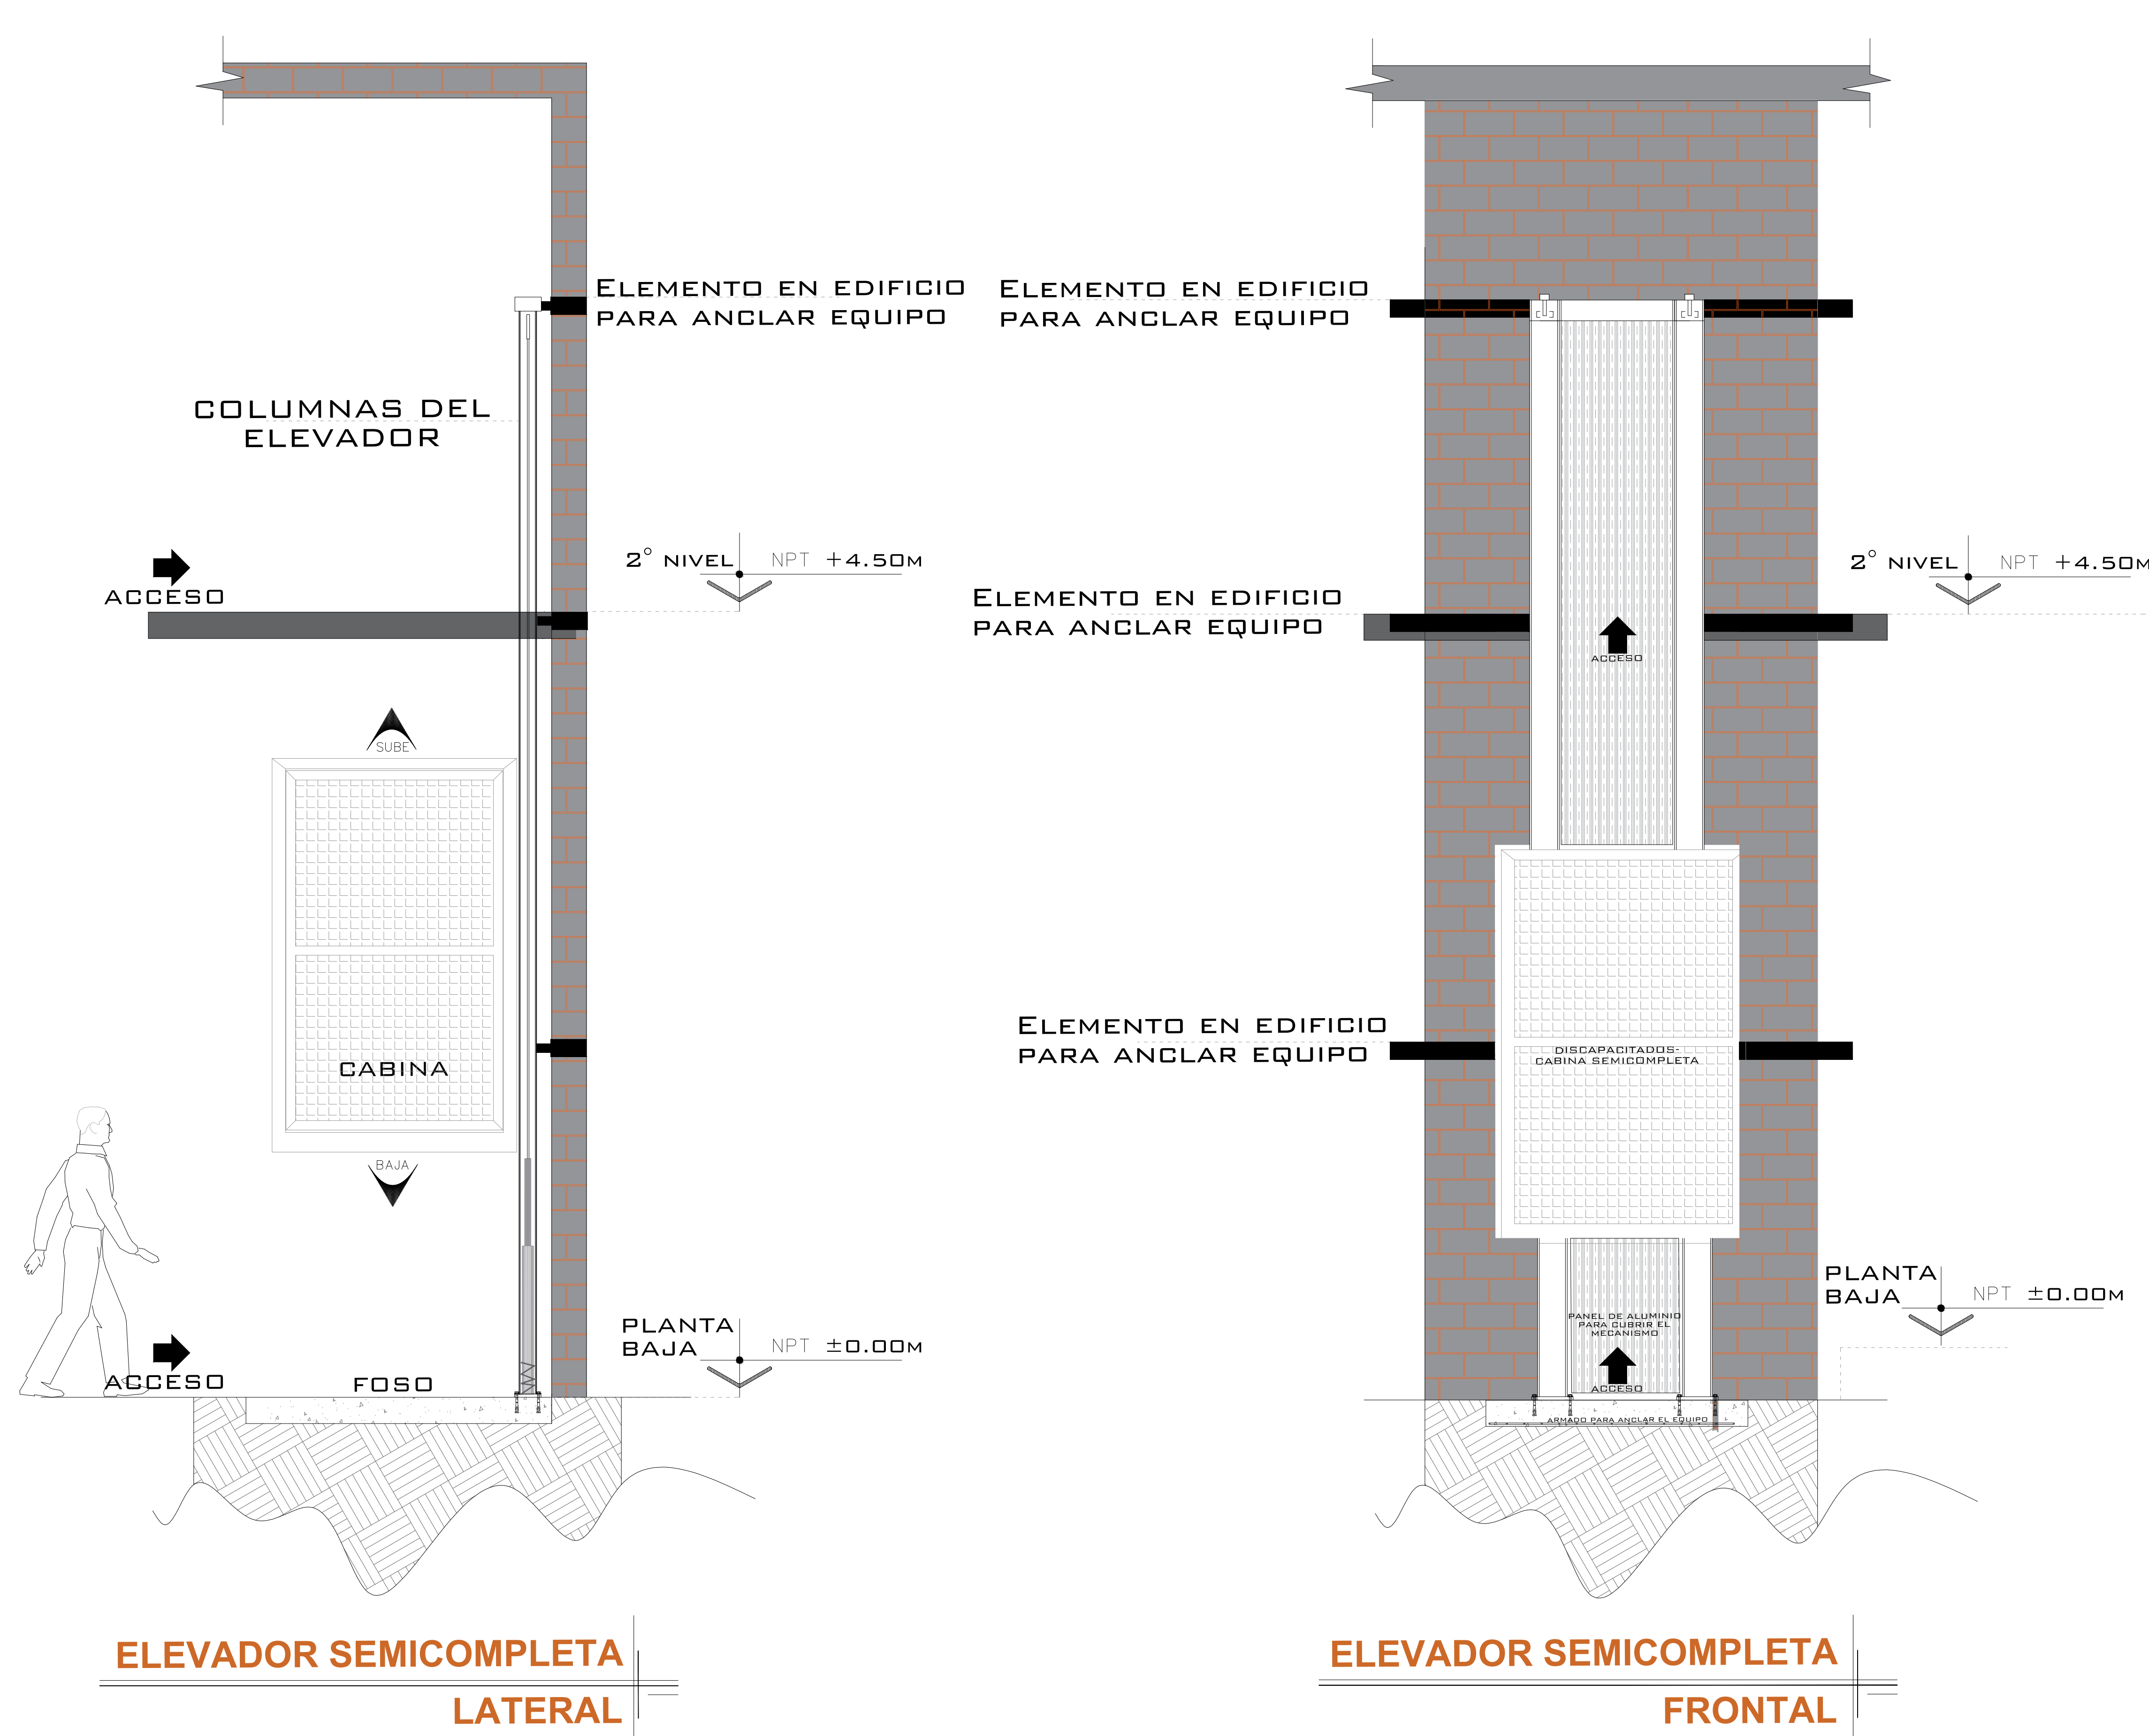 Elemento en edificio
para anclar equipo
COLUMNAS DEL
ELEVADOR
2° NIVEL NPT +4.50M
ACCESO
SUBE
CABINA
BAJA
PLANTA
BAJA NPT ±0.00M
ACCESO
FOSO
ELEVADOR SEMICOMPLETA
LATERAL
Elemento en edificio
para anclar equipo
2° NIVEL NPT +4.50M
Elemento en edificio
para anclar equipo
ACCESO
Elemento en edificio
para anclar equipo
DISCAPACITADOS-
CABINA SEMICOMPLETA
PLANTA
BAJA NPT ±0.00M
PANEL DE ALUMINIO
PARA CUBRIR EL
MECANISMO
ACCESO
ARMADO PARA ANCLAR EL EQUIPO
ELEVADOR SEMICOMPLETA
FRONTAL